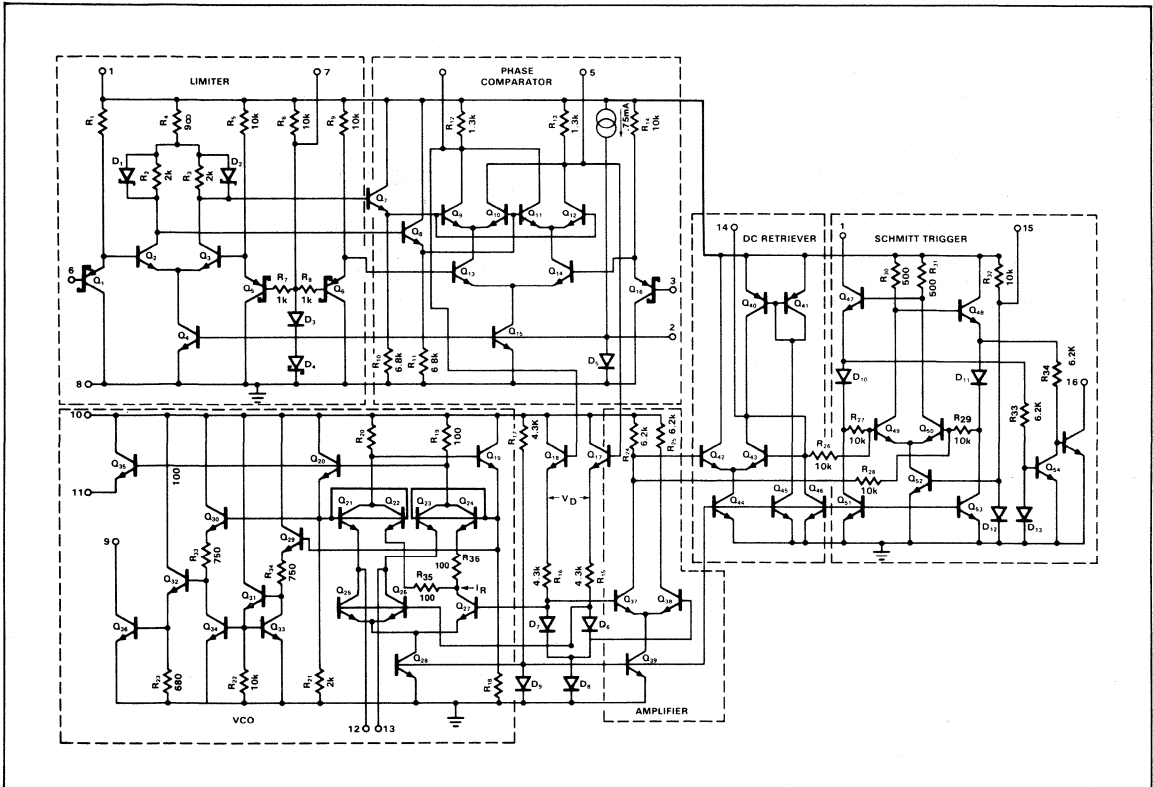 1
LIMITER
7
PHASE
COMPARATOR
5
R1
R4
900
R5
10k
R6
10k
R9
10k
R12
1.3k
R13
1.3k
.75mA
R14
10k
D1
R2
2k
R3
2k
D2
Q7
Q9
Q10
Q11
Q12
Q8
6
Q1
Q2
Q3
Q5
R7
1k
1k
Q6
Q13
Q14
Q16
3
Q4
D3
D4
R10
6.8k
R11
6.8k
Q15
D5
2
8
14
DC RETRIEVER
1
SCHMITT TRIGGER
15
Q40
Q41
Q47
R30
500
R31
500
Q48
R32
10k
D10
D11
R34
6.2K
16
R33
6.2K
R27
10k
Q49
Q50
R29
10k
Q42
Q43
R26
10k
R28
10k
Q52
Q54
Q44
Q45
Q46
Q51
Q53
D12
D13
10
Q35
100
Q20
R20
R19
100
Q19
R17
4.3K
Q18
Q17
R24
6.2k
R25
6.2k
11
Q21
Q22
Q23
Q24
VD
Q30
Q29
9
R33
750
R34
750
R36
100
R35
100
IR
4.3k
R16
4.3k
R15
Q32
Q31
Q25
Q26
Q27
Q37
Q38
D7
D6
Q36
Q34
Q33
Q28
Q39
R23
680
R22
10k
R21
2k
R18
D9
D8
VCO
12
13
AMPLIFIER